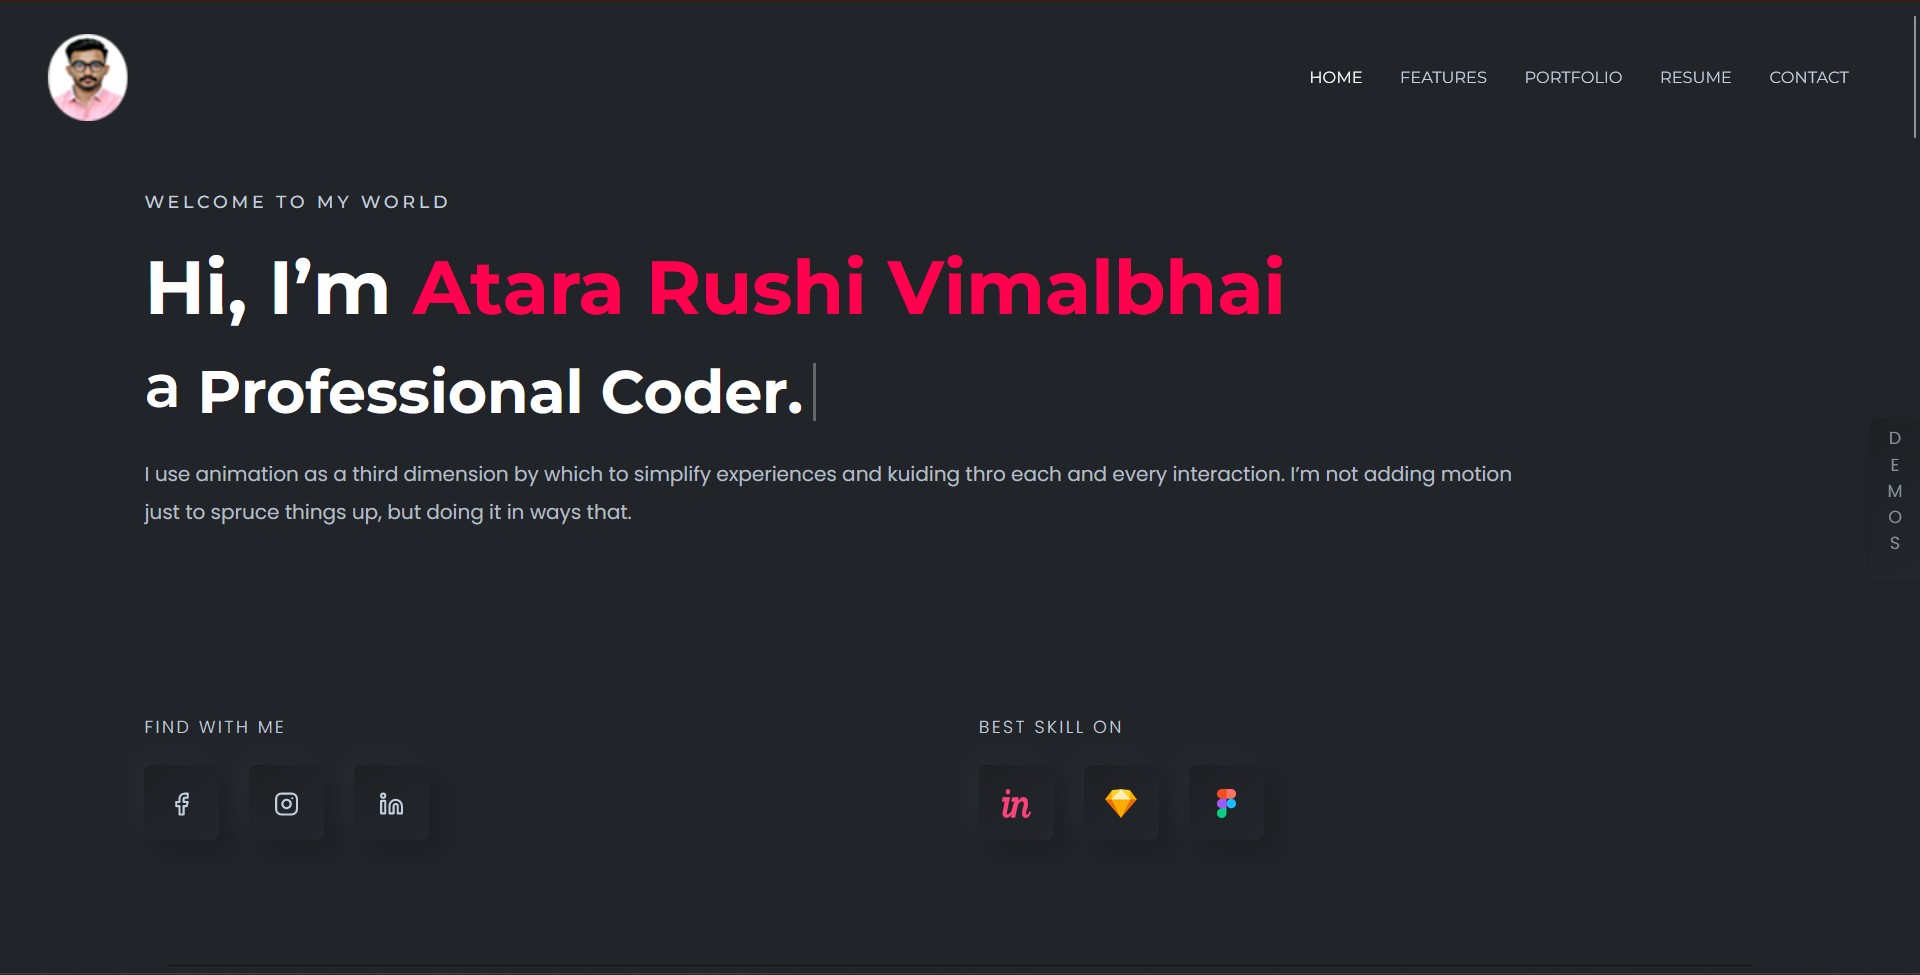 HOME FEATURES PORTFOLIO RESUME CONTACT
WELCOME TO MY WORLD
Hi, I’m Atara Rushi Vimalbhai
a Professional Coder.
I use animation as a third dimension by which to simplify experiences and kuiding thro each and every interaction. I’m not adding motion
just to spruce things up, but doing it in ways that.
DEMOS
FIND WITH ME
BEST SKILL ON
in
in